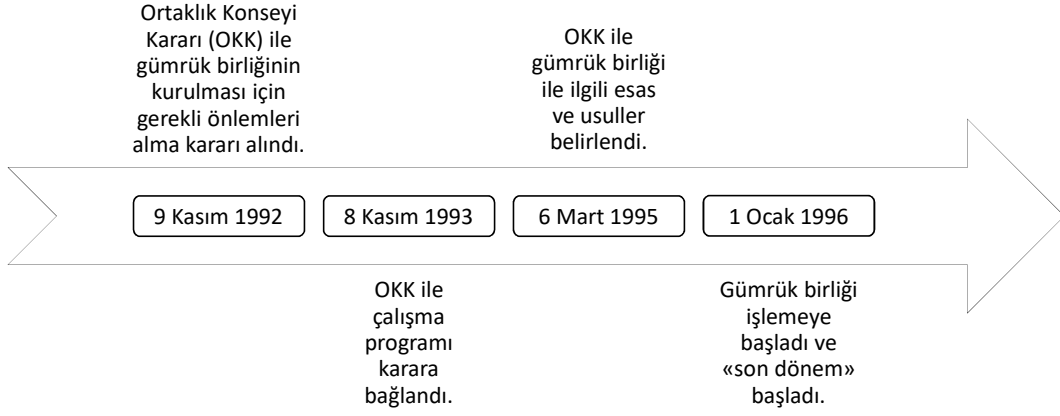 Ortaklık Konseyi
Kararı (OKK) ile
gümrük birliğinin
kurulması için
gerekli önlemleri
alma kararı alındı.
OKK ile
gümrük birliği
ile ilgili esas
ve usuller
belirlendi.
9 Kasım 1992
8 Kasım 1993
6 Mart 1995
1 Ocak 1996
OKK ile
çalışma
programı
karara
bağlandı.
Gümrük birliği
işlemeye
başladı ve
«son dönem»
başladı.